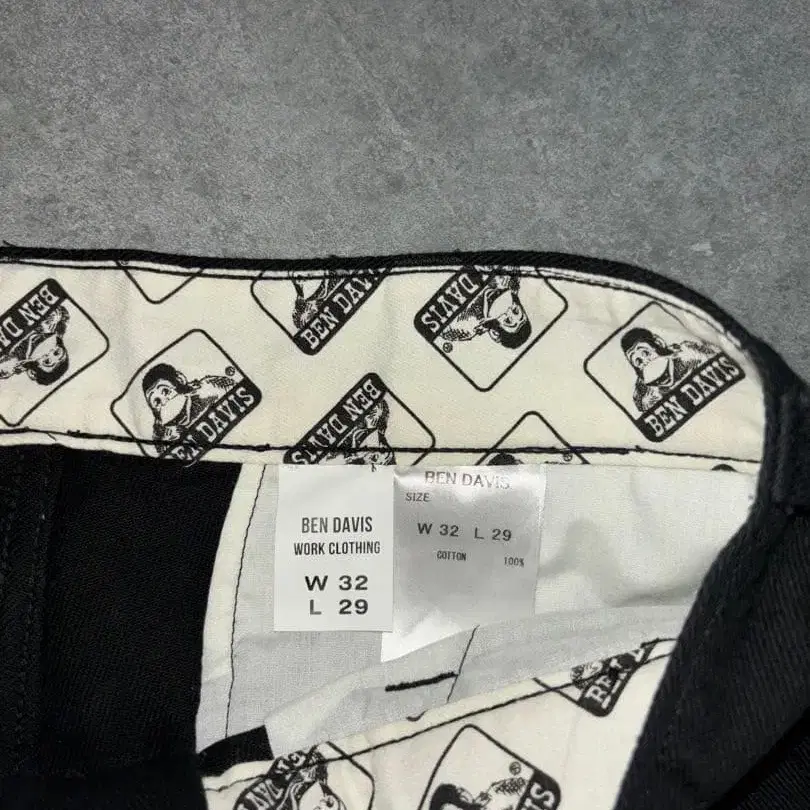 BEN DAVIS
BEN DAVIS
BEN DAVIS
BEN DAVIS
BEN DAVIS
BEN DAVIS
BEN DAVIS
WORK CLOTHING
W 32
L 29
BEN DAVIS
SIZE
W 32 L 29
COTTON 100%